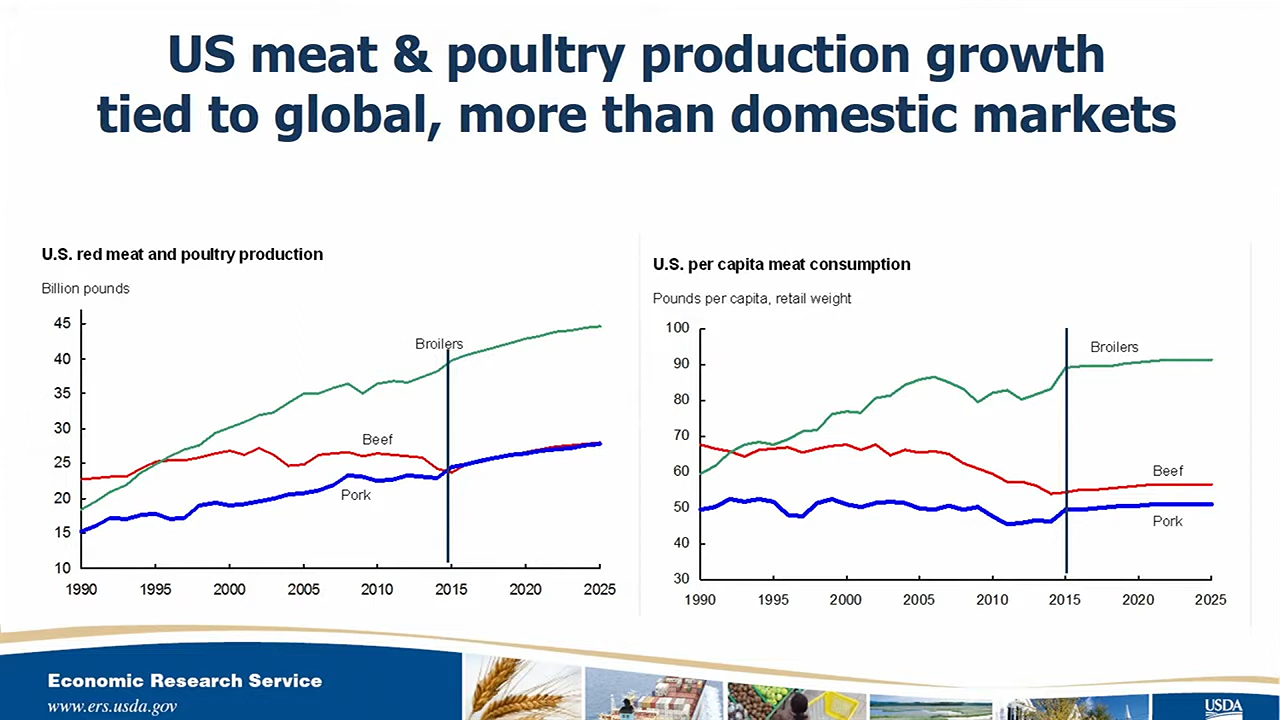 US meat & poultry production growth
tied to global, more than domestic markets
U.S. red meat and poultry production
Billion pounds
45
40
35
30
25
20
15
10
Broilers
Beef
Pork
1990 1995 2000 2005 2010 2015 2020 2025
U.S. per capita meat consumption
Pounds per capita, retail weight
100
90
80
70
60
50
40
30
Broilers
Beef
Pork
1990 1995 2000 2005 2010 2015 2020 2025
Economic Research Service
www.ers.usda.gov
USDA